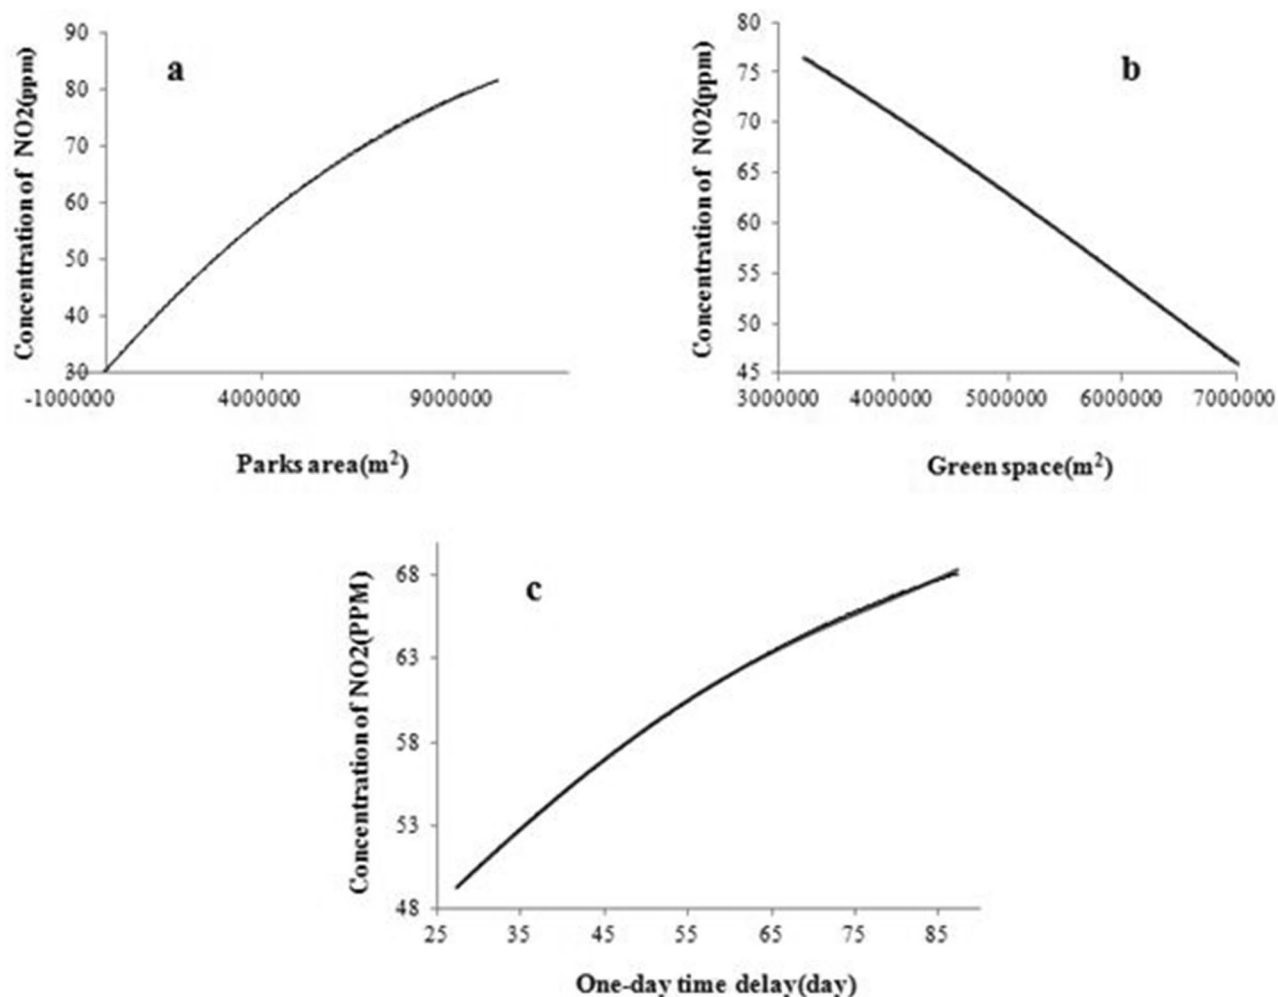 a
Concentration of NO2(ppm)
90
80
70
60
50
40
30
-1000000 4000000 9000000
Parks area(m²)
b
Concentration of NO2(ppm)
80
75
70
65
60
55
50
45
3000000 4000000 5000000 6000000 7000000
Green space(m²)
c
Concentration of NO2(PPM)
68
63
58
53
48
25 35 45 55 65 75 85
One-day time delay(day)